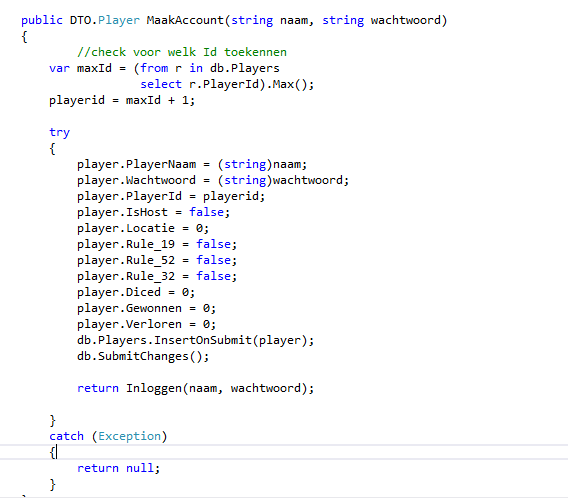 public DTO.Player MaakAccount(string naam, string wachtwoord)
{
//check voor welk Id toekennen
var maxId = (from r in db.Players
select r.PlayerId).Max();
playerid = maxId + 1;
try
{
player.PlayerNaam = (string)naam;
player.Wachtwoord = (string)wachtwoord;
player.PlayerId = playerid;
player.IsHost = false;
player.Locatie = 0;
player.Rule_19 = false;
player.Rule_52 = false;
player.Rule_32 = false;
player.Diced = 0;
player.Gewonnen = 0;
player.Verloren = 0;
db.Players.InsertOnSubmit(player);
db.SubmitChanges();
return Inloggen(naam, wachtwoord);
}
catch (Exception)
{
return null;
}